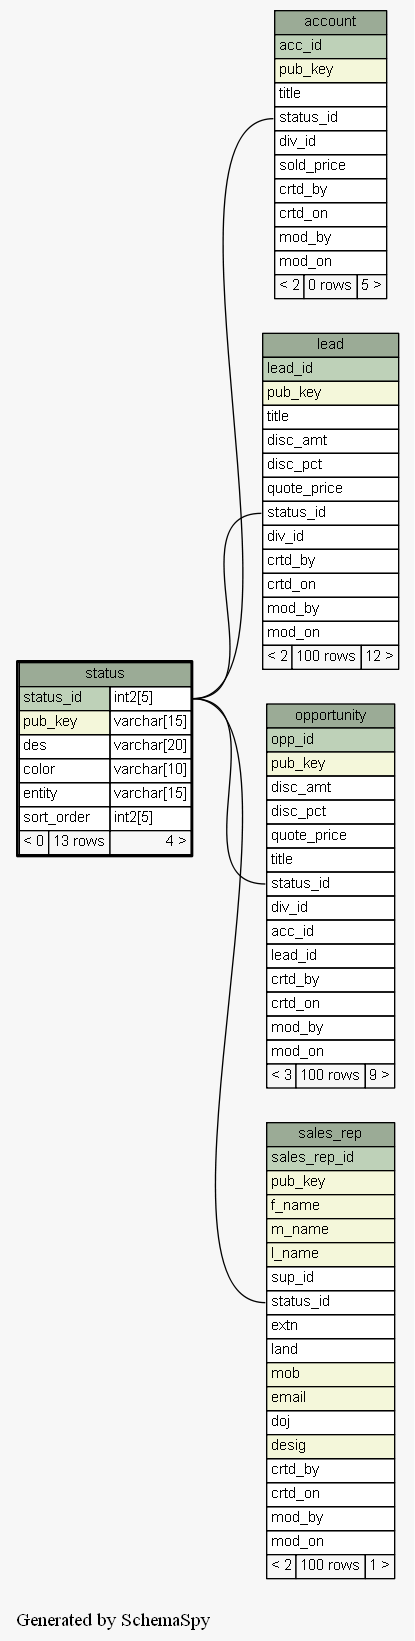 account
acc_id
pub_key
title
status_id
div_id
sold_price
crtd_by
crtd_on
mod_by
mod_on
< 2 0 rows 5 >
lead
lead_id
pub_key
title
disc_amt
disc_pct
quote_price
status_id
div_id
crtd_by
crtd_on
mod_by
mod_on
< 2 100 rows 12 >
status
status_id int2[5]
pub_key varchar[15]
des varchar[20]
color varchar[10]
entity varchar[15]
sort_order int2[5]
< 0 13 rows 4 >
opportunity
opp_id
pub_key
disc_amt
disc_pct
quote_price
title
status_id
div_id
acc_id
lead_id
crtd_by
crtd_on
mod_by
mod_on
< 3 100 rows 9 >
sales_rep
sales_rep_id
pub_key
f_name
m_name
l_name
sup_id
status_id
extn
land
mob
email
doj
desig
crtd_by
crtd_on
mod_by
mod_on
< 2 100 rows 1 >
Generated by SchemaSpy